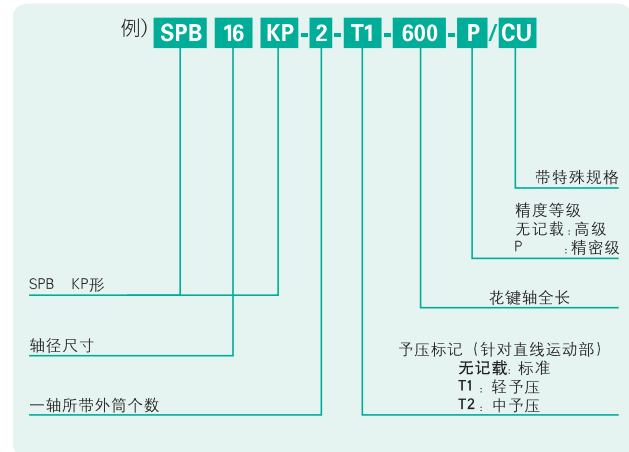 例) SPB 16 KP-2-T1-600-P/CU
带特殊规格
精度等级
无记载:高级
P :精密级
SPB KP形
花键轴全长
轴径尺寸
予压标记(针对直线运动部)
无记载: 标准
T1 : 轻予压
T2 : 中予压
一轴所带外筒个数